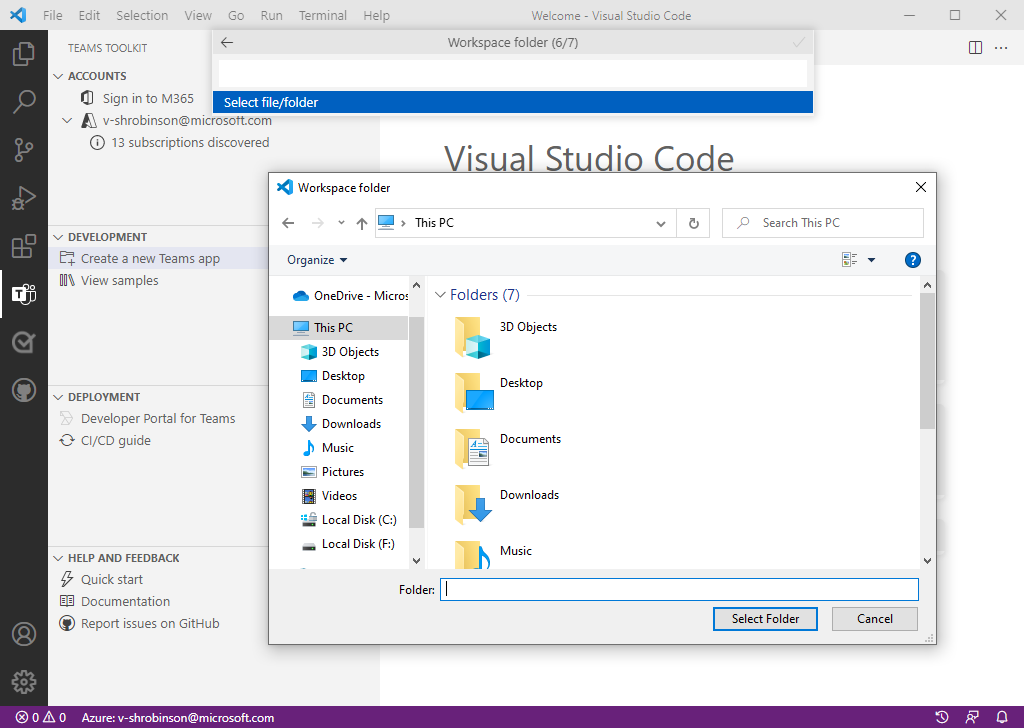 File Edit Selection View Go Run Terminal Help Welcome - Visual Studio Code
TEAMS TOOLKIT
Workspace folder (6/7)
ACCOUNTS
Sign in to M365
Select file/folder
v-shrobinson@microsoft.com
13 subscriptions discovered
Visual Studio Code
Workspace folder
This PC
Search This PC
DEVELOPMENT
Create a new Teams app
View samples
Organize
OneDrive - Micros
This PC
3D Objects
Desktop
Documents
Downloads
Music
Pictures
Videos
Local Disk (C:)
Local Disk (F:)
Folders (7)
3D Objects
Desktop
Documents
Downloads
Music
Folder:
Select Folder Cancel
DEPLOYMENT
Developer Portal for Teams
CI/CD guide
HELP AND FEEDBACK
Quick start
Documentation
Report issues on GitHub
0 0 Azure: v-shrobinson@microsoft.com